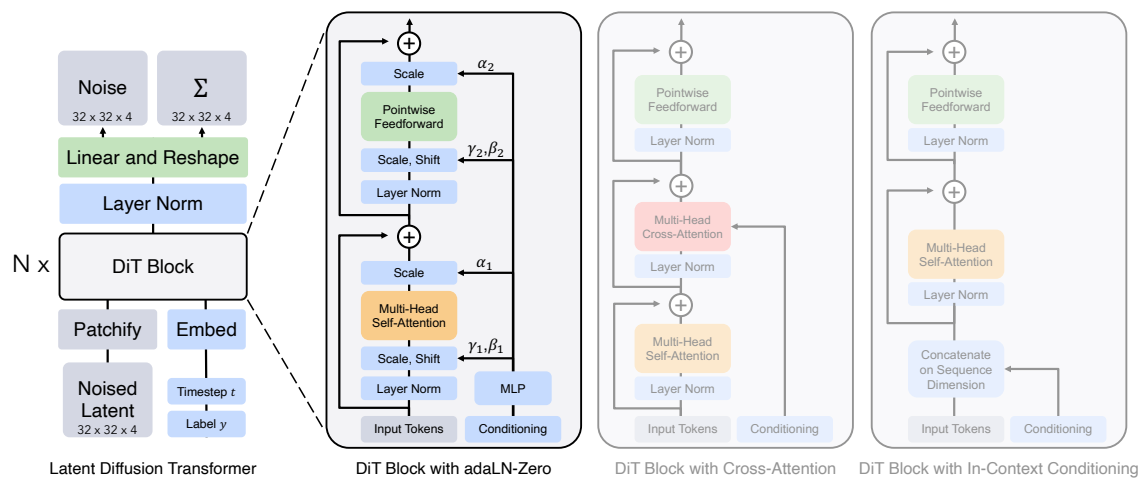 Noise
32 x 32 x 4
Σ
32 x 32 x 4
Linear and Reshape
Layer Norm
N x
DiT Block
Patchify
Embed
Noised
Latent
32 x 32 x 4
Timestep t
Label y
Latent Diffusion Transformer
Scale
α₂
Pointwise
Feedforward
γ₂,β₂
Scale, Shift
Layer Norm
Scale
α₁
Multi-Head
Self-Attention
γ₁,β₁
Scale, Shift
Layer Norm
MLP
Input Tokens
Conditioning
DiT Block with adaLN-Zero
Pointwise
Feedforward
Layer Norm
Multi-Head
Cross-Attention
Layer Norm
Multi-Head
Self-Attention
Layer Norm
Input Tokens
Conditioning
DiT Block with Cross-Attention
Pointwise
Feedforward
Layer Norm
Multi-Head
Self-Attention
Layer Norm
Concatenate
on Sequence
Dimension
Input Tokens
Conditioning
DiT Block with In-Context Conditioning